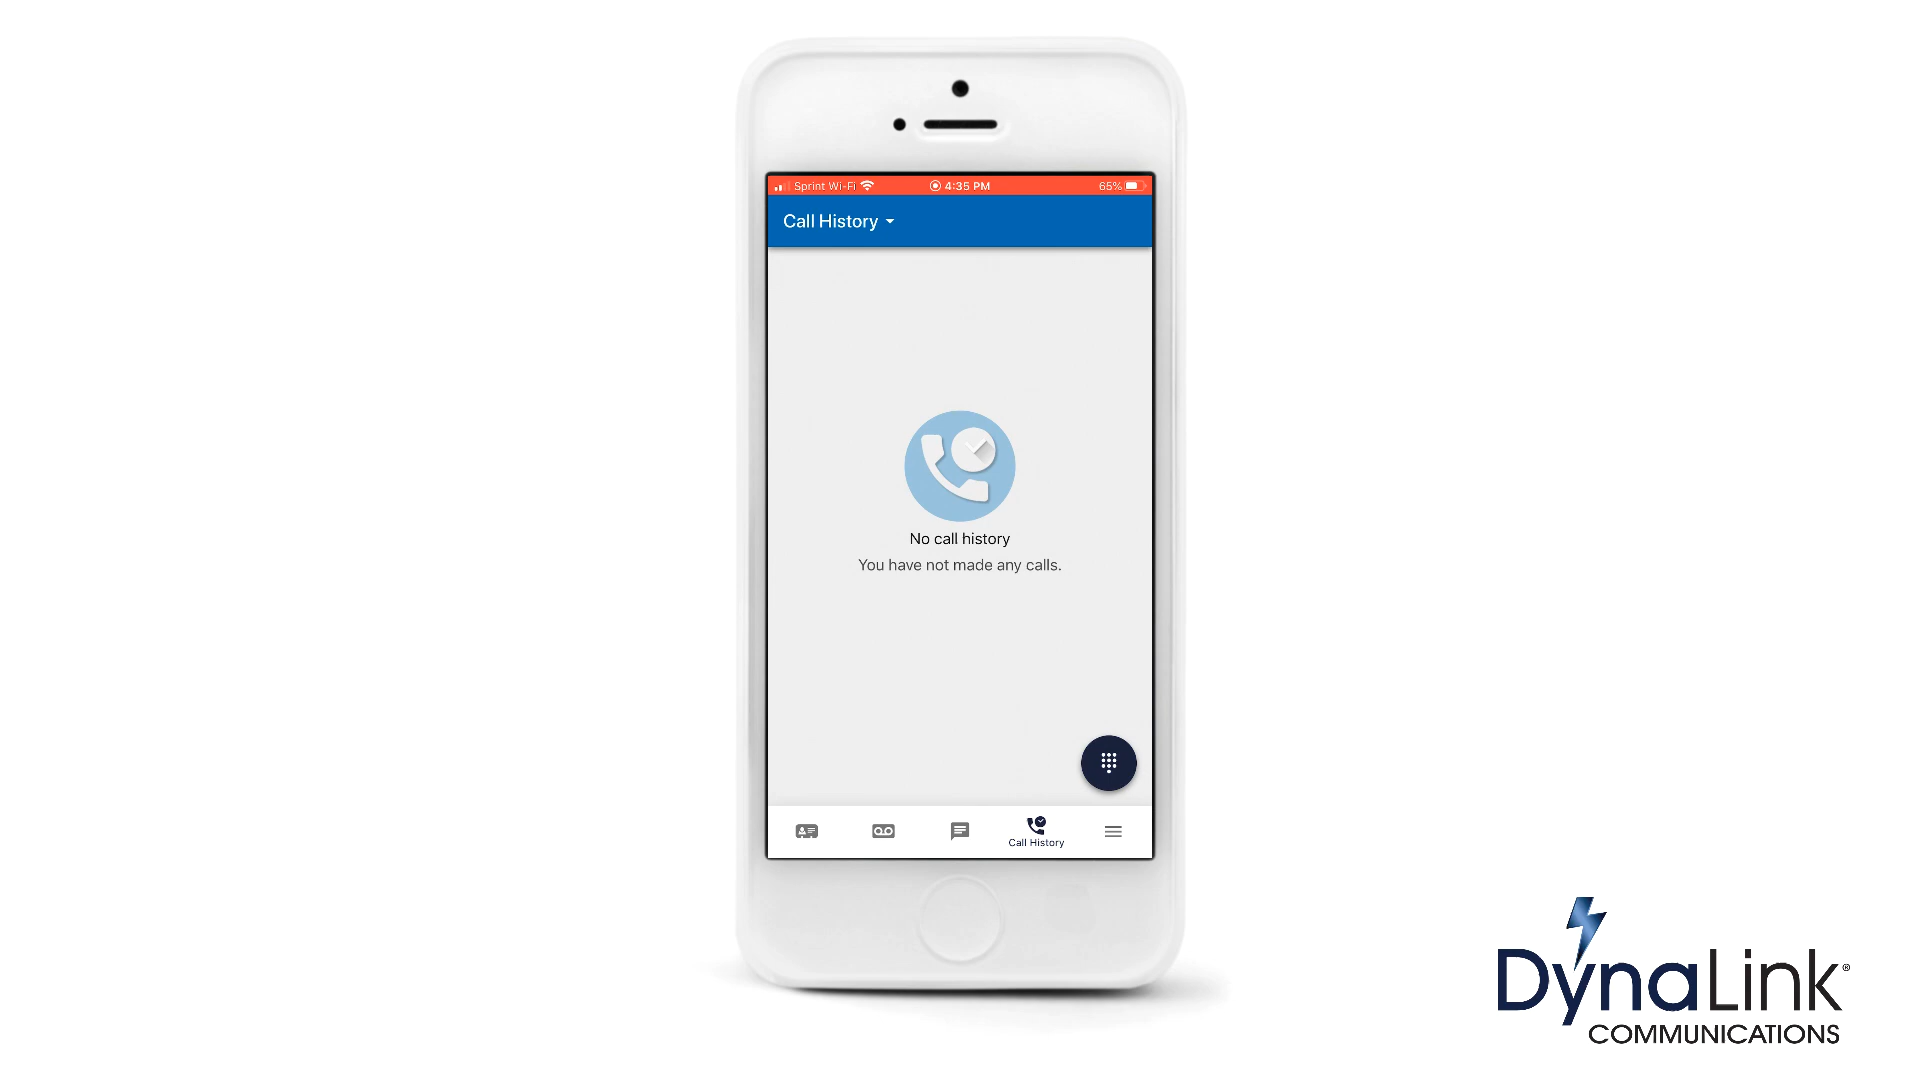 Sprint Wi-Fi 4:35 PM 65%
Call History
No call history
You have not made any calls.
Call History
DynaLink®
COMMUNICATIONS